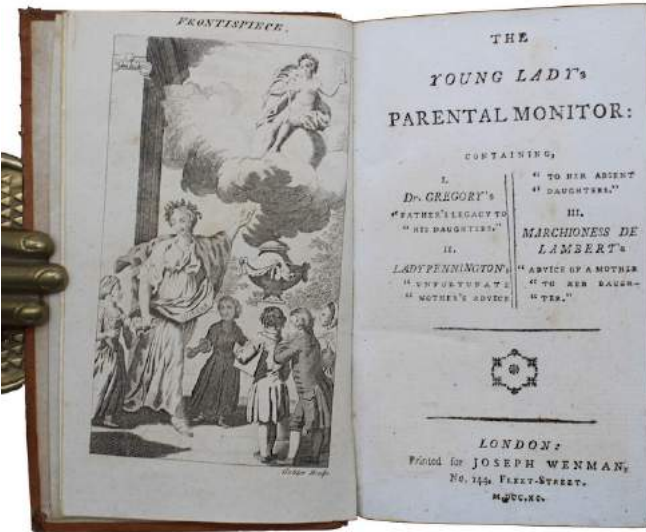 FRONTISPIECE.
THE
YOUNG LADY's
PARENTAL MONITOR:
CONTAINING,
I.
Dr. GREGORY's
"FATHER'S LEGACY TO
"HIS DAUGHTERS."
II.
LADY PENNINGTON's
"UNFORTUNATE
"MOTHER'S ADVICE
"TO HER ABSENT
"DAUGHTERS."
III.
MARCHIONESS DE
LAMBERT's
"ADVICE OF A MOTHER
"TO HER DAUGH-
"TER."
LONDON:
Printed for JOSEPH WENMAN,
No. 144, FLEET-STREET.
M.DCC.XC.